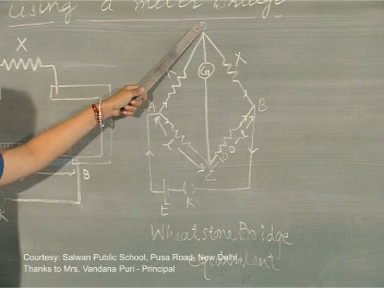 using a meter Bridge
X
G
X
A
B
C
B
E
K
K
Wheatstone Bridge
Equivalent
Courtesy: Salwan Public School, Pusa Road, New Delhi
Thanks to Mrs. Vandana Puri - Principal